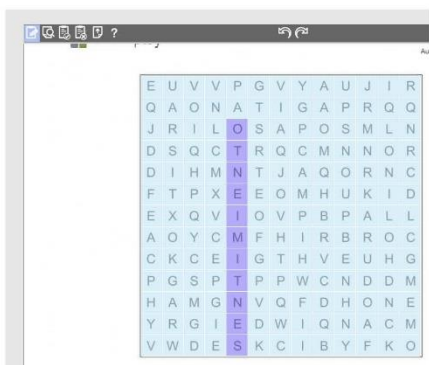 E U V V P G V Y A U J I R
Q A O N A T I G A P R Q Q
J R I L O S A P O S M L N
D S Q C T R Q C M N N O R
D I H M N T J A Q O R N C
F T P X E E O M H U K I D
E X Q V I O V P B P A L L
A O Y C M F H I R B R O C
C K C E I G T H V E U H G
P G S P T P P W C N D D M
H A M G N V Q F D H O N E
Y R G I E D W I Q N A C M
V W D E S K C I B Y F K O